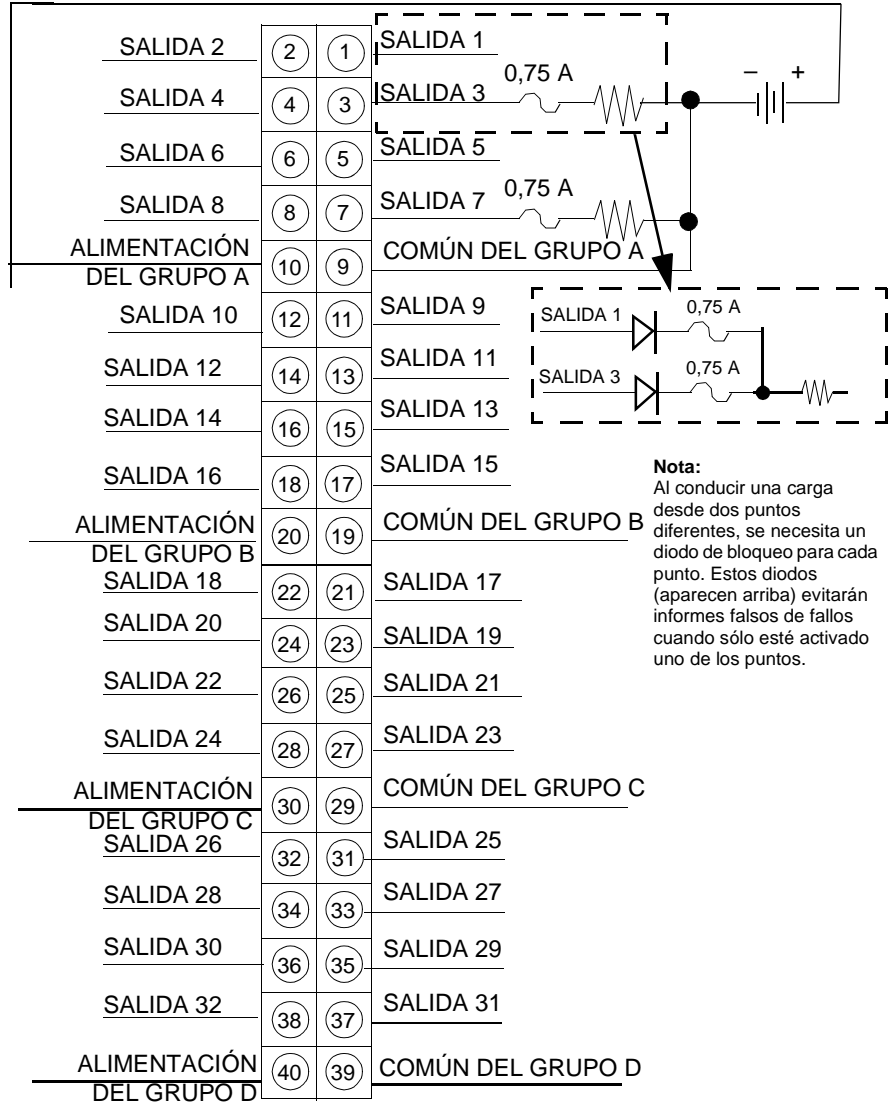 SALIDA 2 2 1 SALIDA 1
0,75 A
– +
SALIDA 4 4 3 SALIDA 3
SALIDA 6 6 5 SALIDA 5
SALIDA 8 8 7 SALIDA 7 0,75 A
ALIMENTACIÓN
DEL GRUPO A
10 9 COMÚN DEL GRUPO A
SALIDA 10 12 11 SALIDA 9
SALIDA 12 14 13 SALIDA 11
SALIDA 14 16 15 SALIDA 13
SALIDA 16 18 17 SALIDA 15
ALIMENTACIÓN
DEL GRUPO B
20 19 COMÚN DEL GRUPO B
SALIDA 18 22 21 SALIDA 17
SALIDA 20 24 23 SALIDA 19
SALIDA 22 26 25 SALIDA 21
SALIDA 24 28 27 SALIDA 23
ALIMENTACIÓN
DEL GRUPO C
30 29 COMÚN DEL GRUPO C
SALIDA 26 32 31 SALIDA 25
SALIDA 28 34 33 SALIDA 27
SALIDA 30 36 35 SALIDA 29
SALIDA 32 38 37 SALIDA 31
ALIMENTACIÓN
DEL GRUPO D
40 39 COMÚN DEL GRUPO D
SALIDA 1 0,75 A
SALIDA 3 0,75 A
Nota:
Al conducir una carga
desde dos puntos
diferentes, se necesita un
diodo de bloqueo para cada
punto. Estos diodos
(aparecen arriba) evitarán
informes falsos de fallos
cuando sólo esté activado
uno de los puntos.